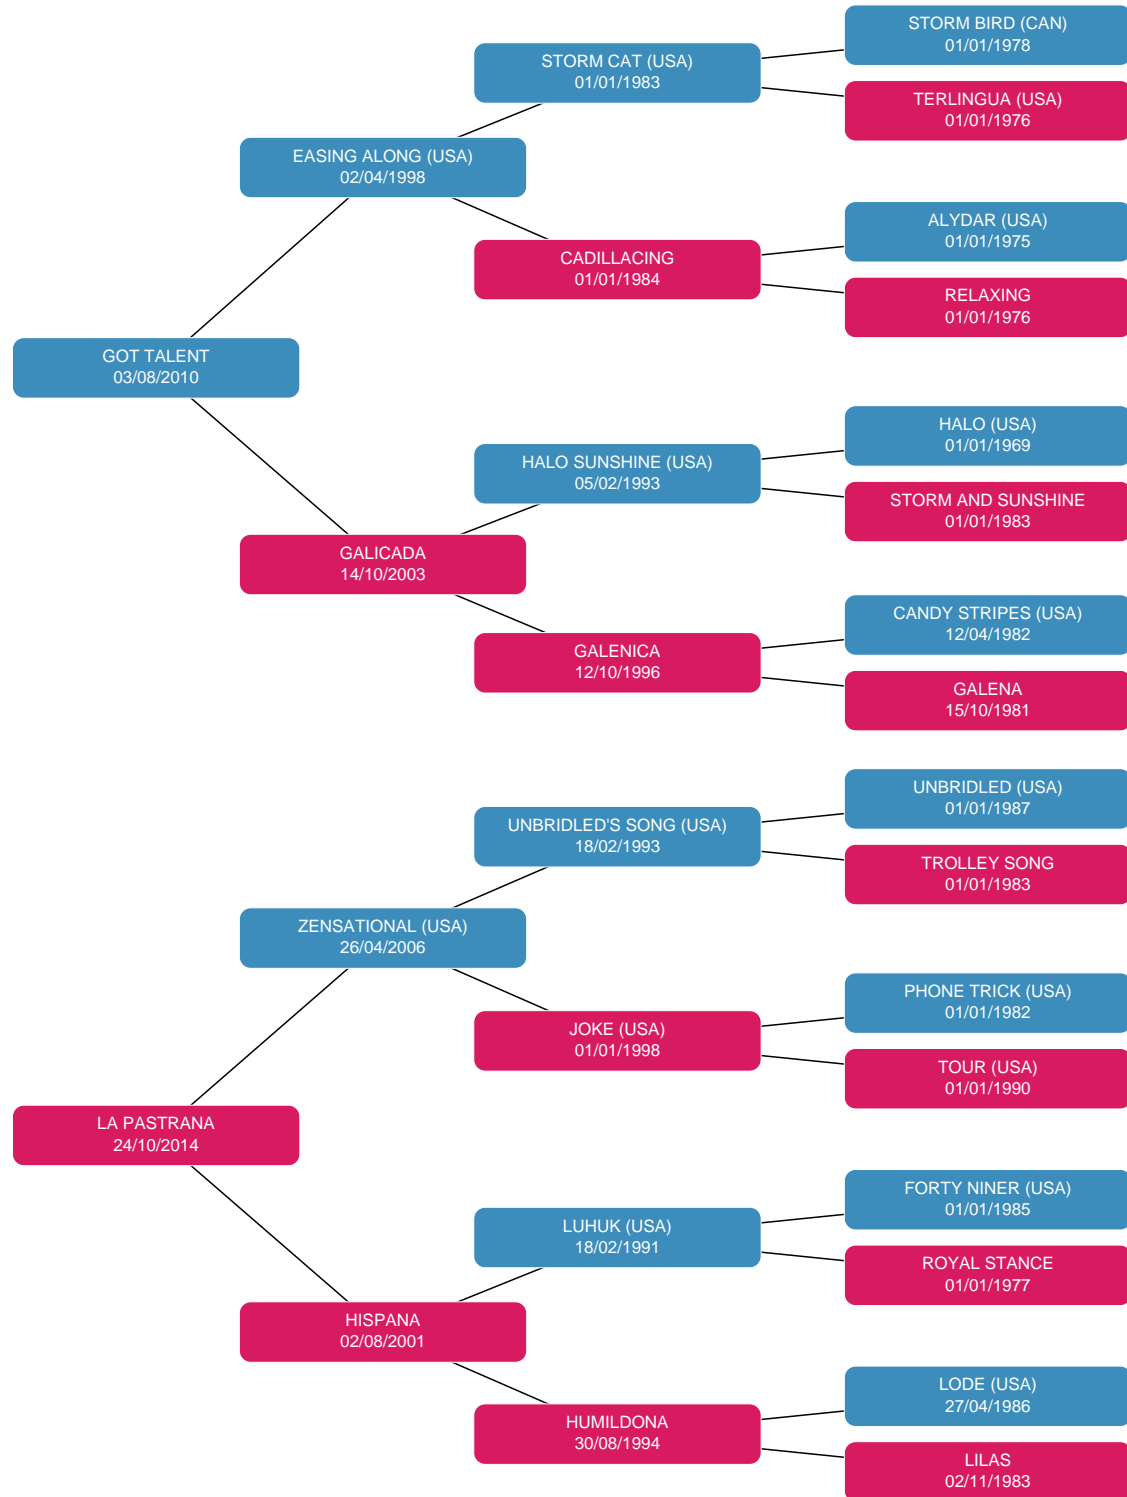 STORM BIRD (CAN)
01/01/1978
STORM CAT (USA)
01/01/1983
TERLINGUA (USA)
01/01/1976
EASING ALONG (USA)
02/04/1998
ALYDAR (USA)
01/01/1975
CADILLACING
01/01/1984
RELAXING
01/01/1976
GOT TALENT
03/08/2010
HALO (USA)
01/01/1969
HALO SUNSHINE (USA)
05/02/1993
STORM AND SUNSHINE
01/01/1983
GALICADA
14/10/2003
CANDY STRIPES (USA)
12/04/1982
GALENICA
12/10/1996
GALENA
15/10/1981
UNBRIDLED (USA)
01/01/1987
UNBRIDLED'S SONG (USA)
18/02/1993
TROLLEY SONG
01/01/1983
ZENSATIONAL (USA)
26/04/2006
PHONE TRICK (USA)
01/01/1982
JOKE (USA)
01/01/1998
TOUR (USA)
01/01/1990
LA PASTRANA
24/10/2014
FORTY NINER (USA)
01/01/1985
LUHUK (USA)
18/02/1991
ROYAL STANCE
01/01/1977
HISPANA
02/08/2001
LODE (USA)
27/04/1986
HUMILDONA
30/08/1994
LILAS
02/11/1983